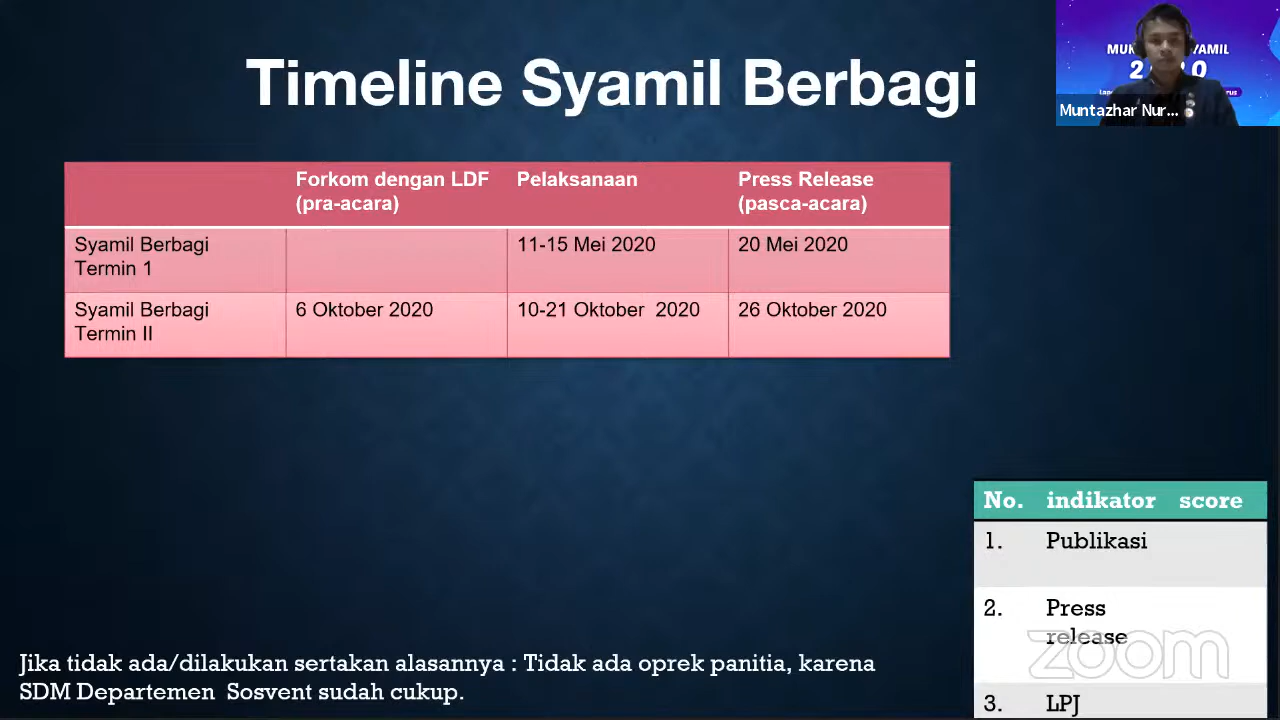 Timeline Syamil Berbagi
Forkom dengan LDF Pelaksanaan Press Release
(pra-acara) (pasca-acara)
Syamil Berbagi 11-15 Mei 2020 20 Mei 2020
Termin 1
Syamil Berbagi 6 Oktober 2020 10-21 Oktober 2020 26 Oktober 2020
Termin II
No. indikator score
1. Publikasi
2. Press
release
3. LPJ
Jika tidak ada/dilakukan sertakan alasannya : Tidak ada oprek panitia, karena
SDM Departemen Sosvent sudah cukup.
Muntazhar Nur...
zoom